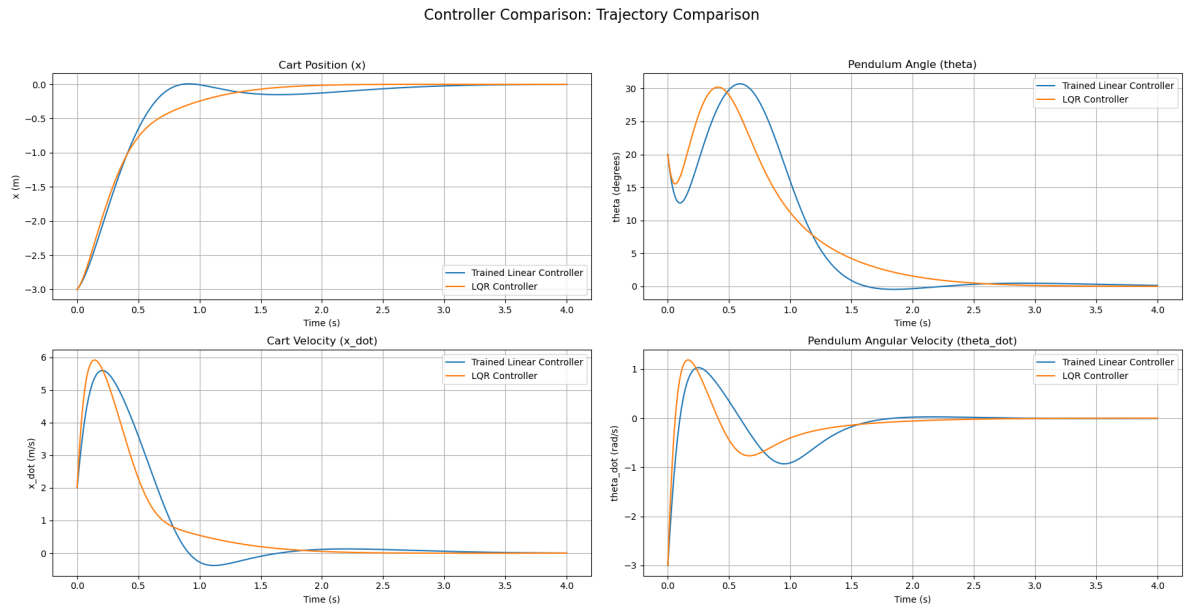 Controller Comparison: Trajectory Comparison
Cart Position (x)
x (m)
0.0
-0.5
-1.0
-1.5
-2.0
-2.5
-3.0
Trained Linear Controller
LQR Controller
0.0 0.5 1.0 1.5 2.0 2.5 3.0 3.5 4.0
Time (s)
Pendulum Angle (theta)
theta (degrees)
30
25
20
15
10
5
0
Trained Linear Controller
LQR Controller
0.0 0.5 1.0 1.5 2.0 2.5 3.0 3.5 4.0
Time (s)
Cart Velocity (x_dot)
x_dot (m/s)
6
5
4
3
2
1
0
Trained Linear Controller
LQR Controller
0.0 0.5 1.0 1.5 2.0 2.5 3.0 3.5 4.0
Time (s)
Pendulum Angular Velocity (theta_dot)
theta_dot (rad/s)
1
0
-1
-2
-3
Trained Linear Controller
LQR Controller
0.0 0.5 1.0 1.5 2.0 2.5 3.0 3.5 4.0
Time (s)